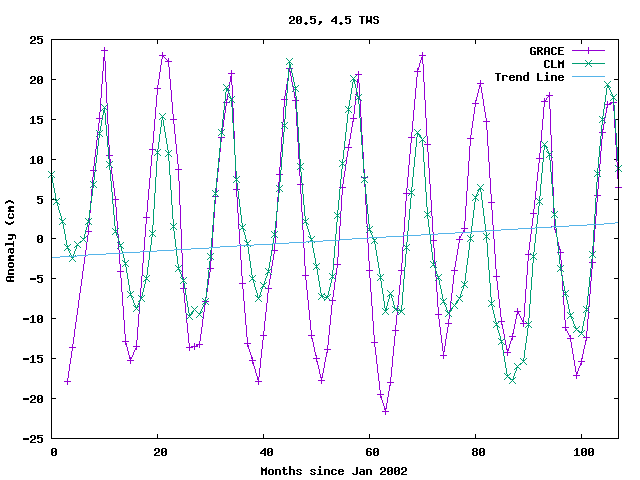 20.5, 4.5 TWS
GRACE
CLM
Trend Line
Anomaly (cm)
25
20
15
10
5
0
-5
-10
-15
-20
-25
0 20 40 60 80 100
Months since Jan 2002